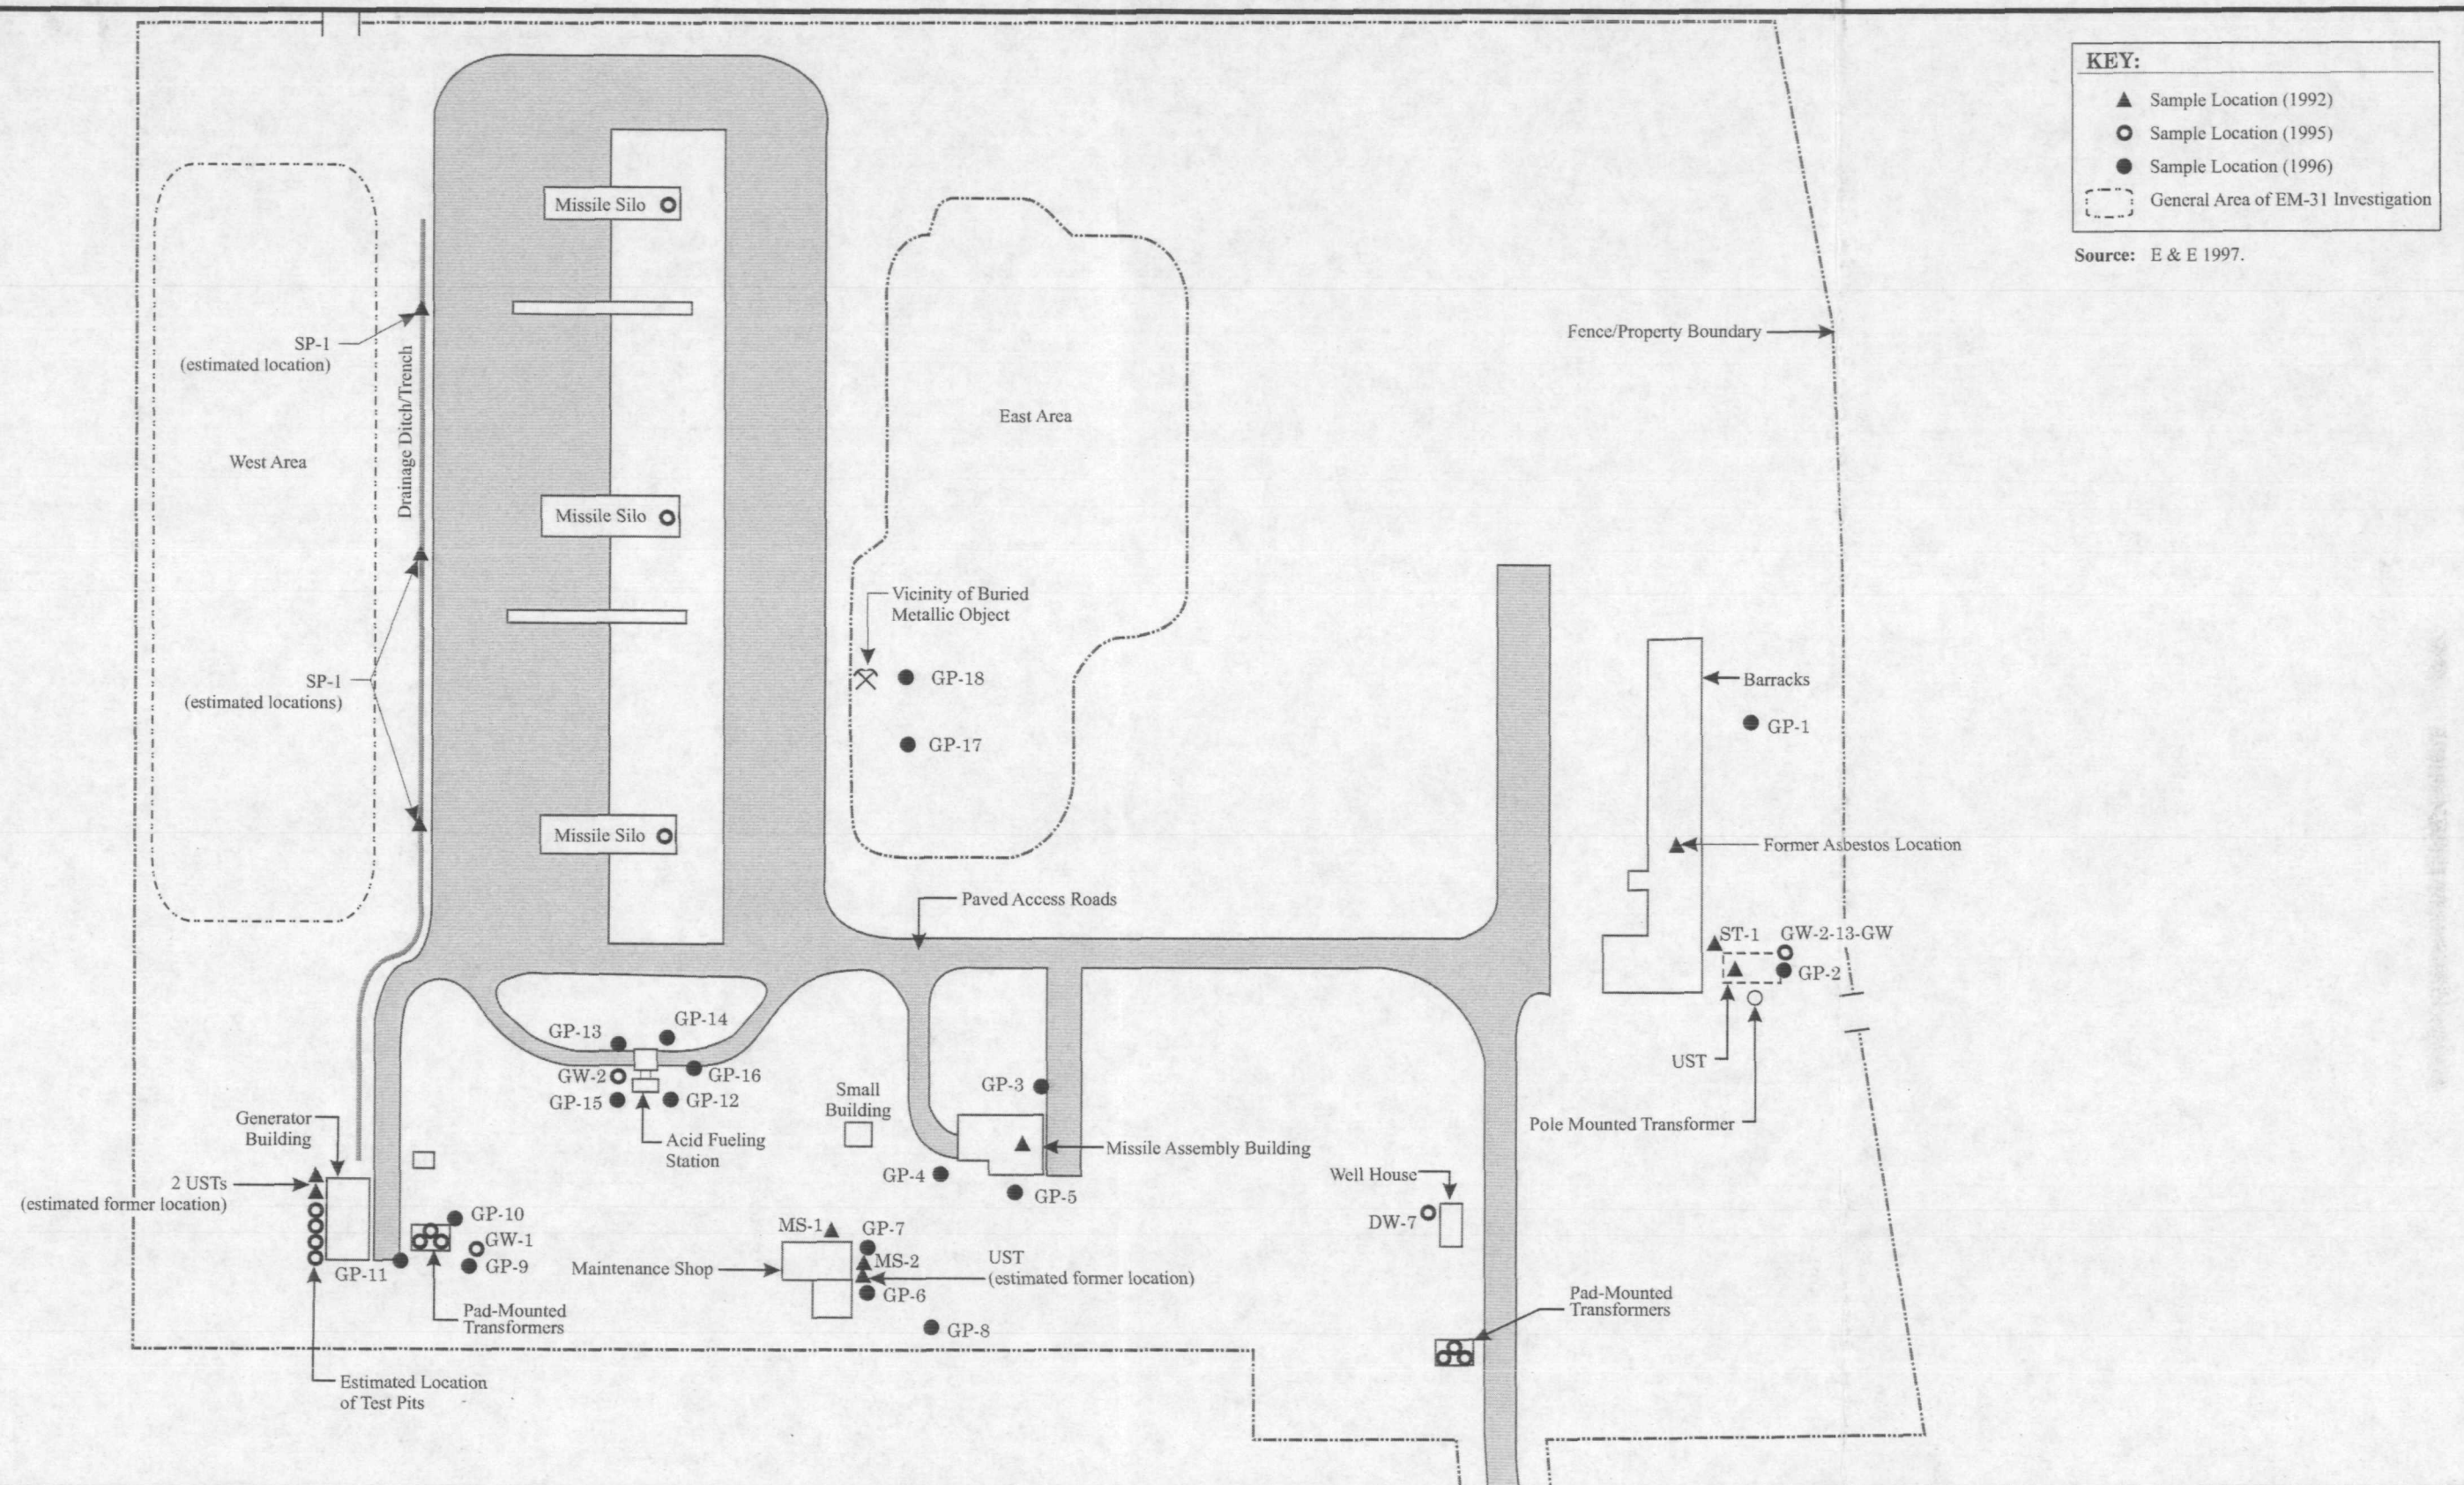 KEY:
Sample Location (1992)
Sample Location (1995)
Sample Location (1996)
General Area of EM-31 Investigation
Source: E & E 1997.
Missile Silo
SP-1
(estimated location)
Drainage Ditch/Trench
West Area
East Area
Fence/Property Boundary
Missile Silo
Vicinity of Buried
Metallic Object
SP-1
(estimated locations)
GP-18
GP-17
Barracks
GP-1
Missile Silo
Former Asbestos Location
Paved Access Roads
ST-1
GW-2-13-GW
GP-2
UST
Pole Mounted Transformer
GP-13
GP-14
GW-2
GP-16
GP-15
GP-12
Acid Fueling
Station
Small
Building
GP-3
Missile Assembly Building
GP-4
GP-5
Generator
Building
2 USTs
(estimated former location)
GP-10
GW-1
GP-9
GP-11
Pad-Mounted
Transformers
Estimated Location
of Test Pits
MS-1
GP-7
MS-2
Maintenance Shop
UST
(estimated former location)
GP-6
GP-8
Well House
DW-7
Pad-Mounted
Transformers